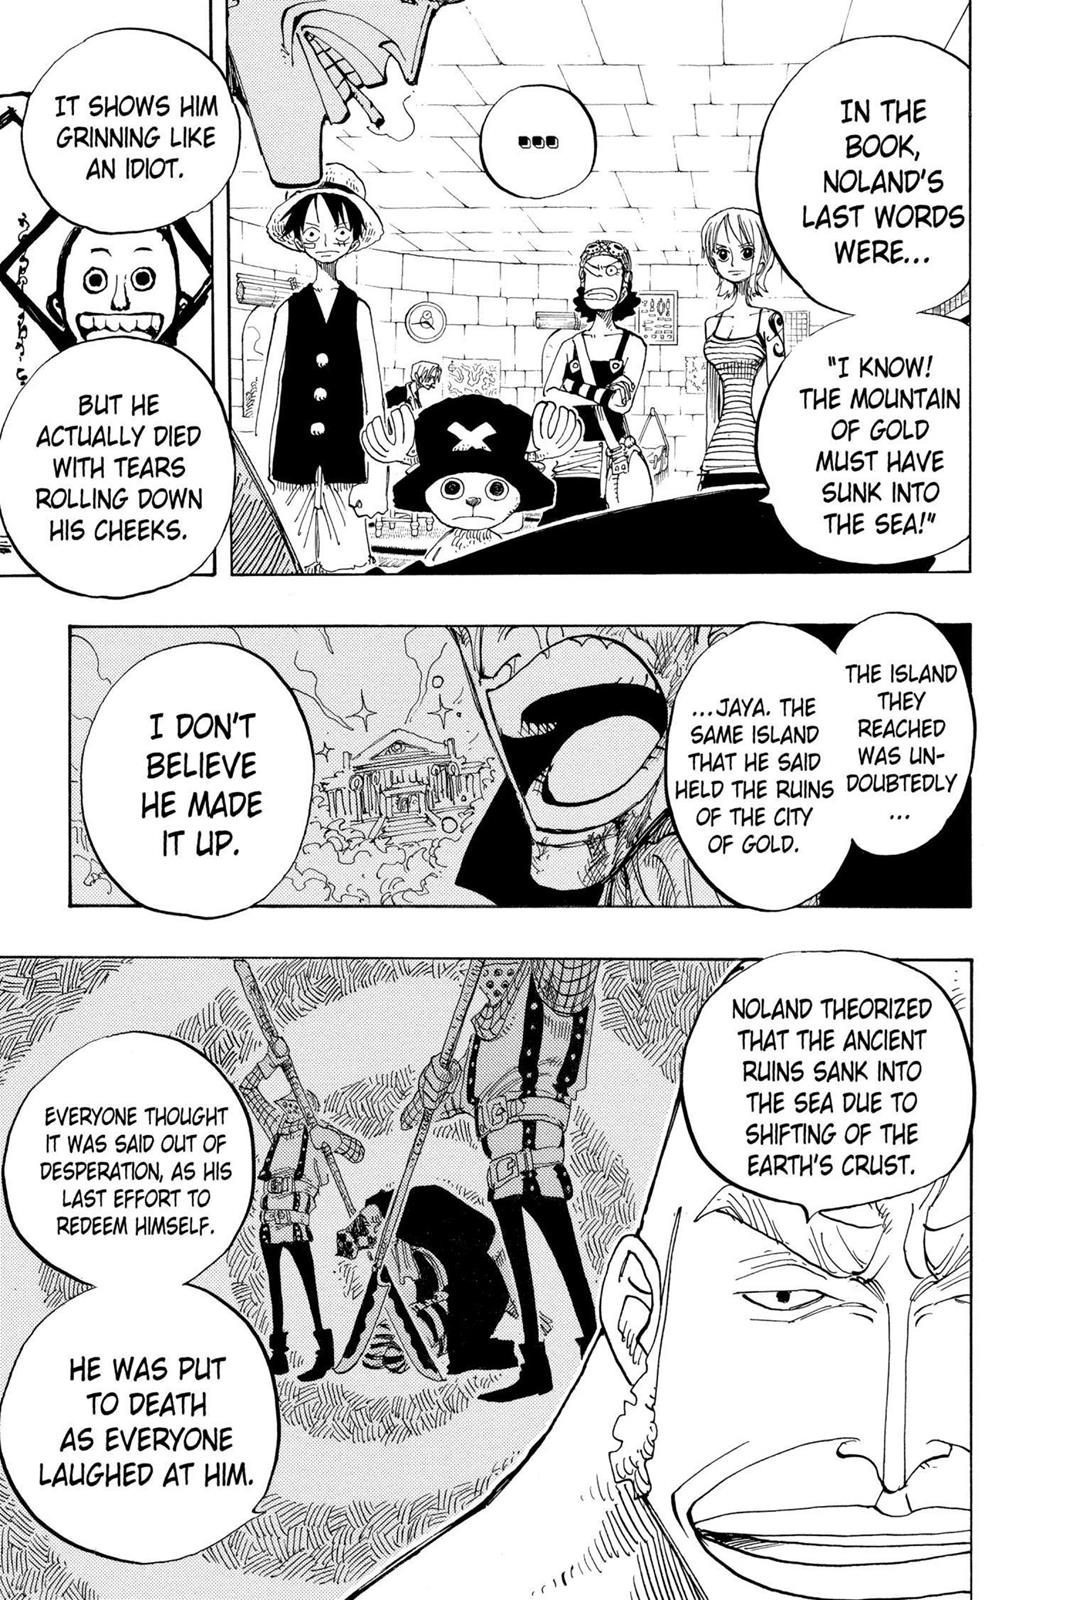 IN THE
BOOK,
NOLAND'S
LAST WORDS
WERE...
"I KNOW!
THE MOUNTAIN
OF GOLD
MUST HAVE
SUNK INTO
THE SEA!"
...
IT SHOWS HIM
GRINNING LIKE
AN IDIOT.
BUT HE
ACTUALLY DIED
WITH TEARS
ROLLING DOWN
HIS CHEEKS.
THE ISLAND
THEY
REACHED
WAS UN-
DOUBTEDLY
...
...JAYA. THE
SAME ISLAND
THAT HE SAID
HELD THE RUINS
OF THE CITY
OF GOLD.
I DON'T
BELIEVE
HE MADE
IT UP.
NOLAND THEORIZED
THAT THE ANCIENT
RUINS SANK INTO
THE SEA DUE TO
SHIFTING OF THE
EARTH'S CRUST.
EVERYONE THOUGHT
IT WAS SAID OUT OF
DESPERATION, AS HIS
LAST EFFORT TO
REDEEM HIMSELF.
HE WAS PUT
TO DEATH
AS EVERYONE
LAUGHED AT HIM.